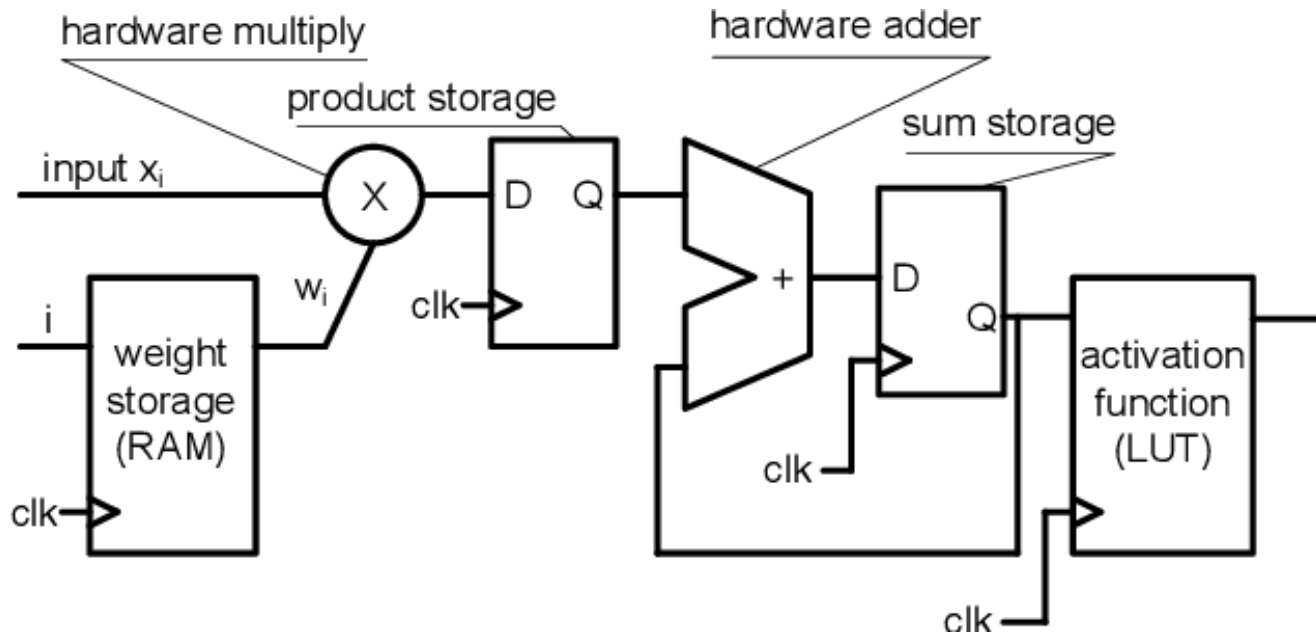 hardware multiply
hardware adder
product storage
sum storage
input xᵢ
X
D Q
+
D
Q
wᵢ
clk
i
weight
storage
(RAM)
activation
function
(LUT)
clk
clk
clk